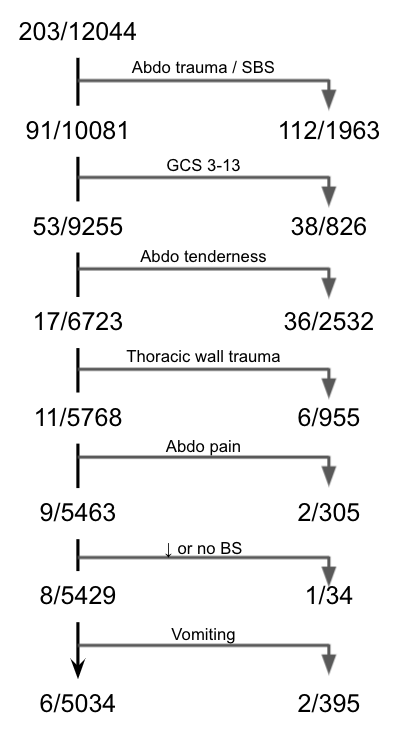 203/12044
Abdo trauma / SBS
91/10081 112/1963
GCS 3-13
53/9255 38/826
Abdo tenderness
17/6723 36/2532
Thoracic wall trauma
11/5768 6/955
Abdo pain
9/5463 2/305
↓ or no BS
8/5429 1/34
Vomiting
6/5034 2/395